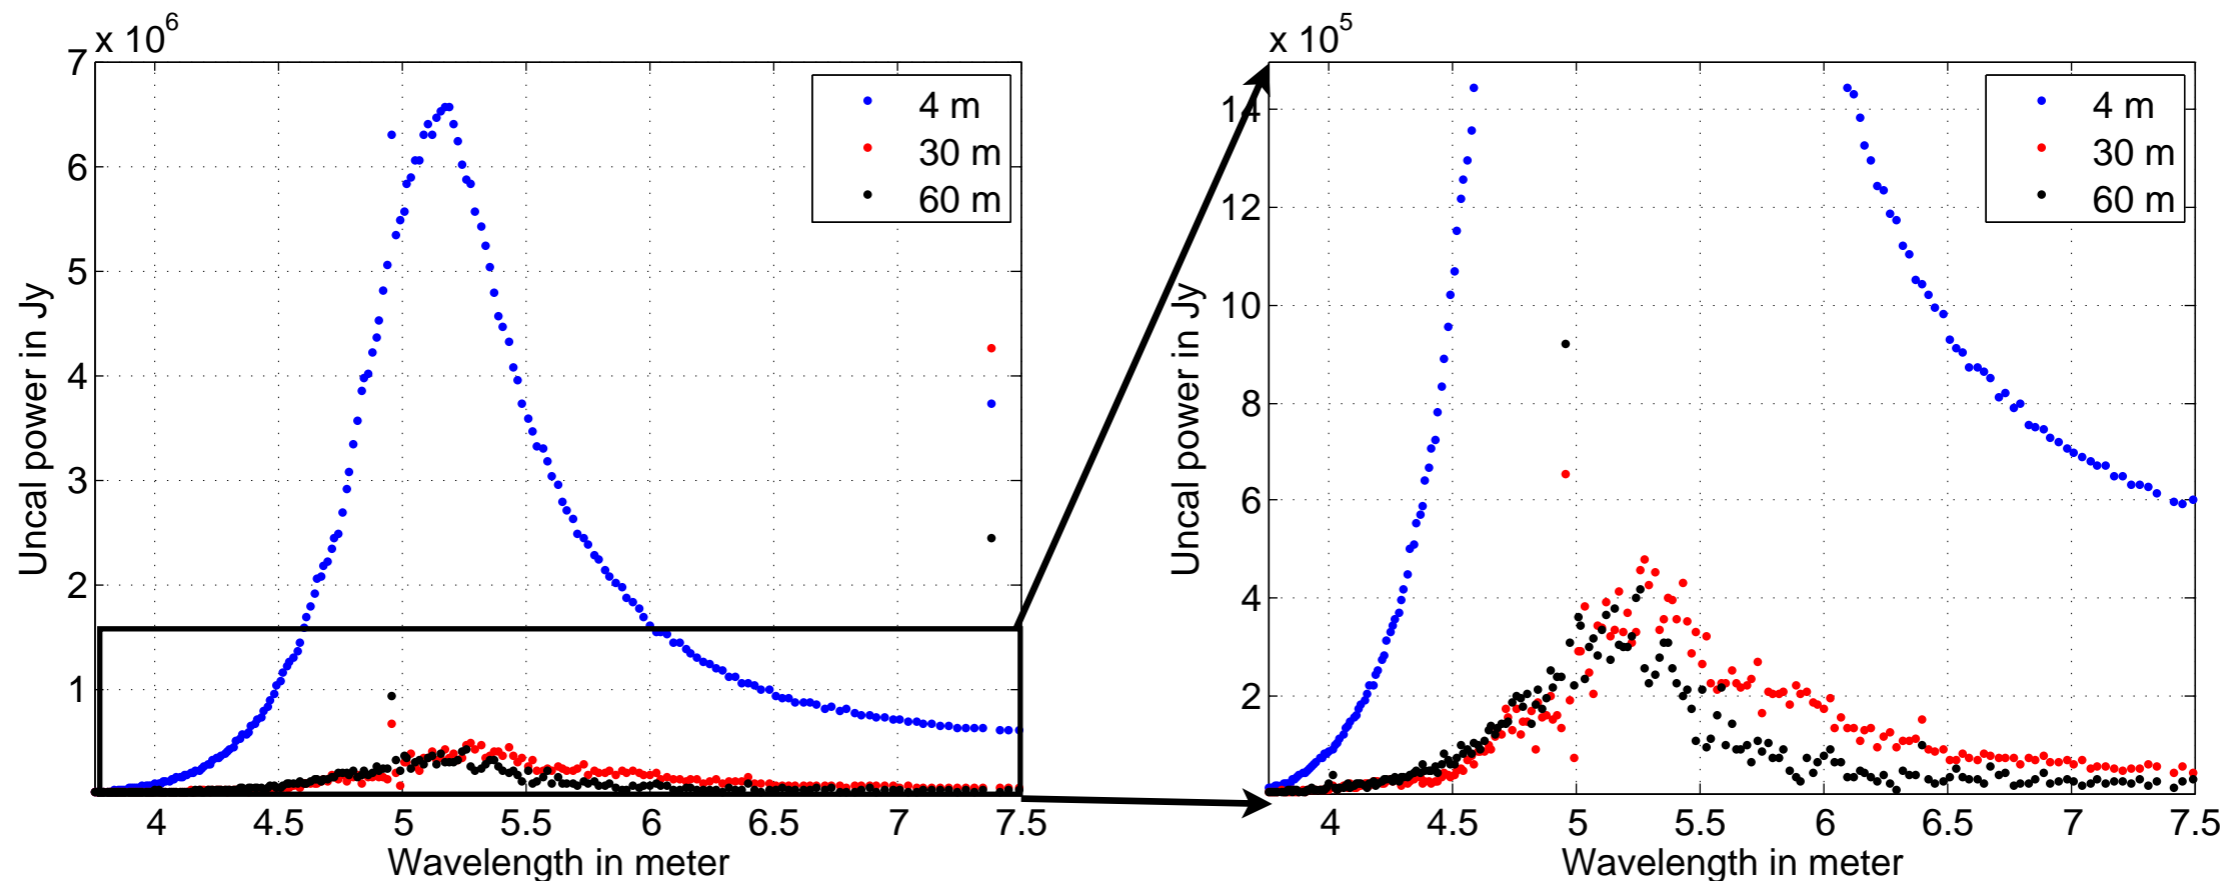 x 10^6
7
6
5
4
3
2
1
Uncal power in Jy
4 m
30 m
60 m
4 4.5 5 5.5 6 6.5 7 7.5
Wavelength in meter
x 10^5
14
12
10
8
6
4
2
Uncal power in Jy
4 m
30 m
60 m
4 4.5 5 5.5 6 6.5 7 7.5
Wavelength in meter